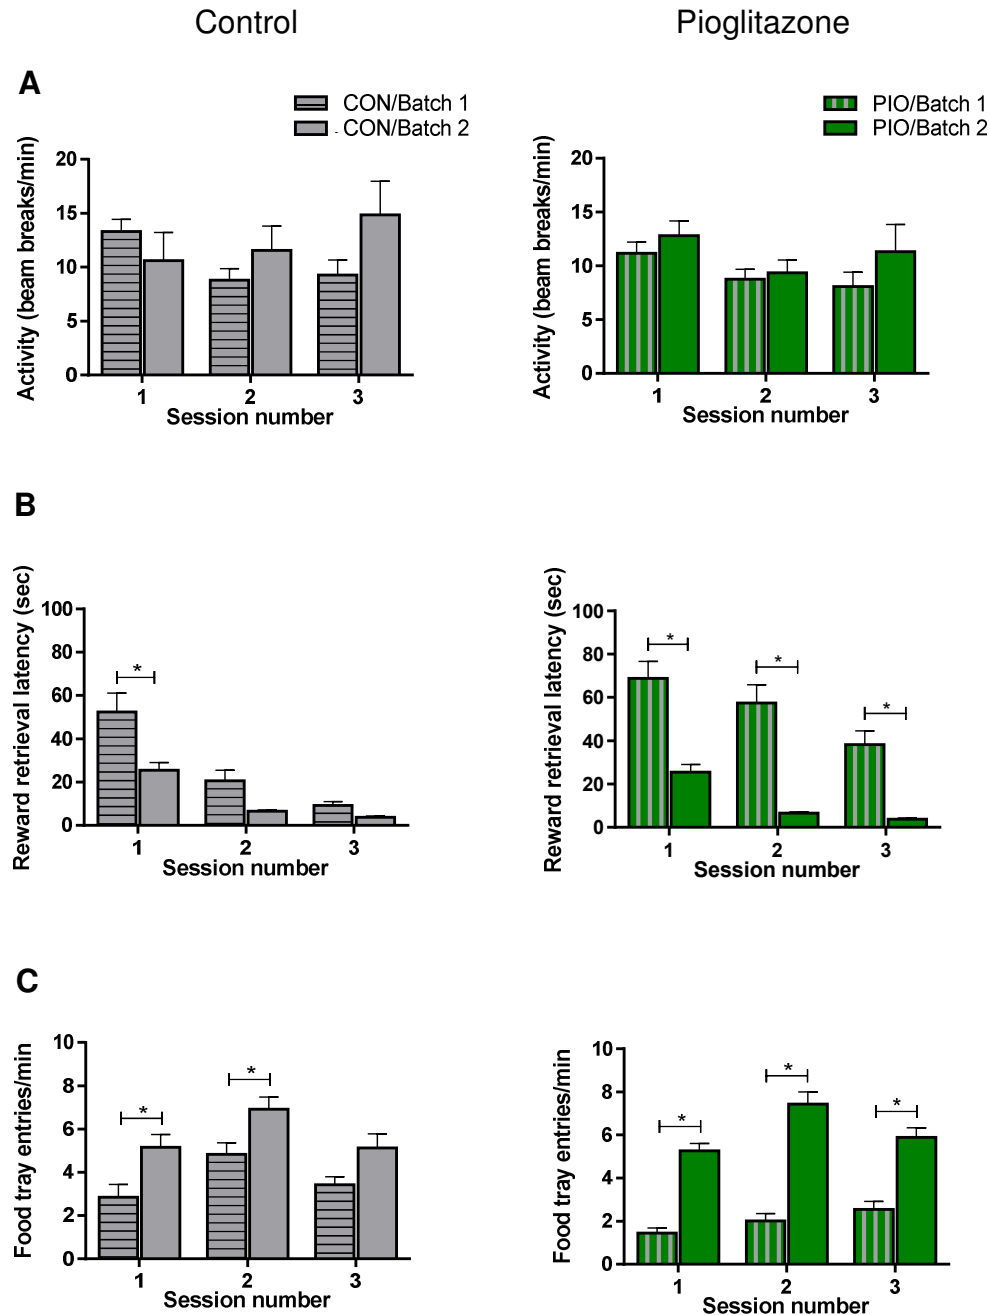 Control
Pioglitazone
A
CON/Batch 1
CON/Batch 2
PIO/Batch 1
PIO/Batch 2
Activity (beam breaks/min)
20
15
10
5
0
1 2 3
Session number
Activity (beam breaks/min)
20
15
10
5
0
1 2 3
Session number
B
Reward retrieval latency (sec)
100
80
60
40
20
0
*
1 2 3
Session number
Reward retrieval latency (sec)
100
80
60
40
20
0
* * *
1 2 3
Session number
C
Food tray entries/min
10
8
6
4
2
0
* *
1 2 3
Session number
Food tray entries/min
10
8
6
4
2
0
* * *
1 2 3
Session number